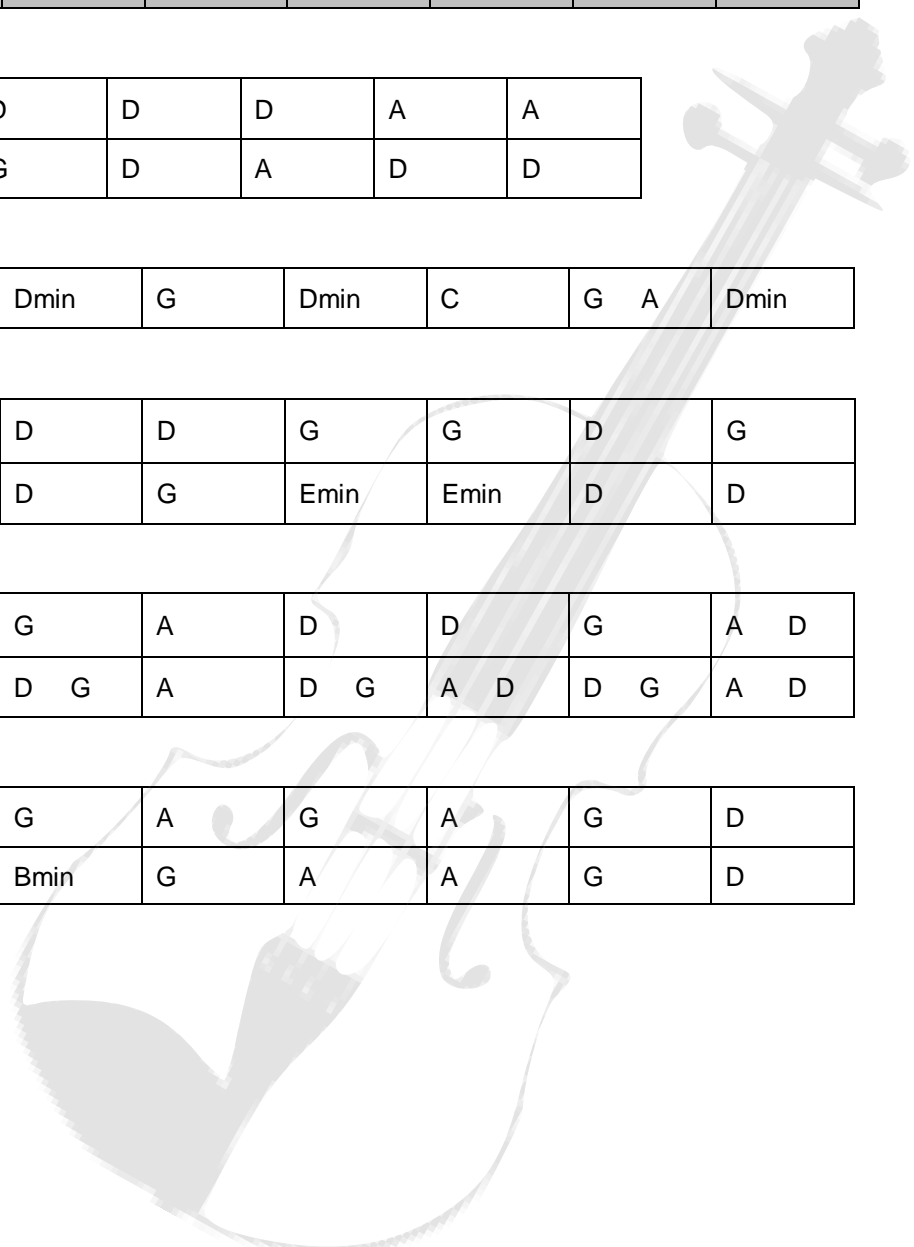 D D D A A
G D A D D
Dmin G Dmin C G A Dmin
D D G G D G
D G Emin Emin D D
G A D D G A D
D G A D G A D D G A D
G A G A G D
Bmin G A A G D